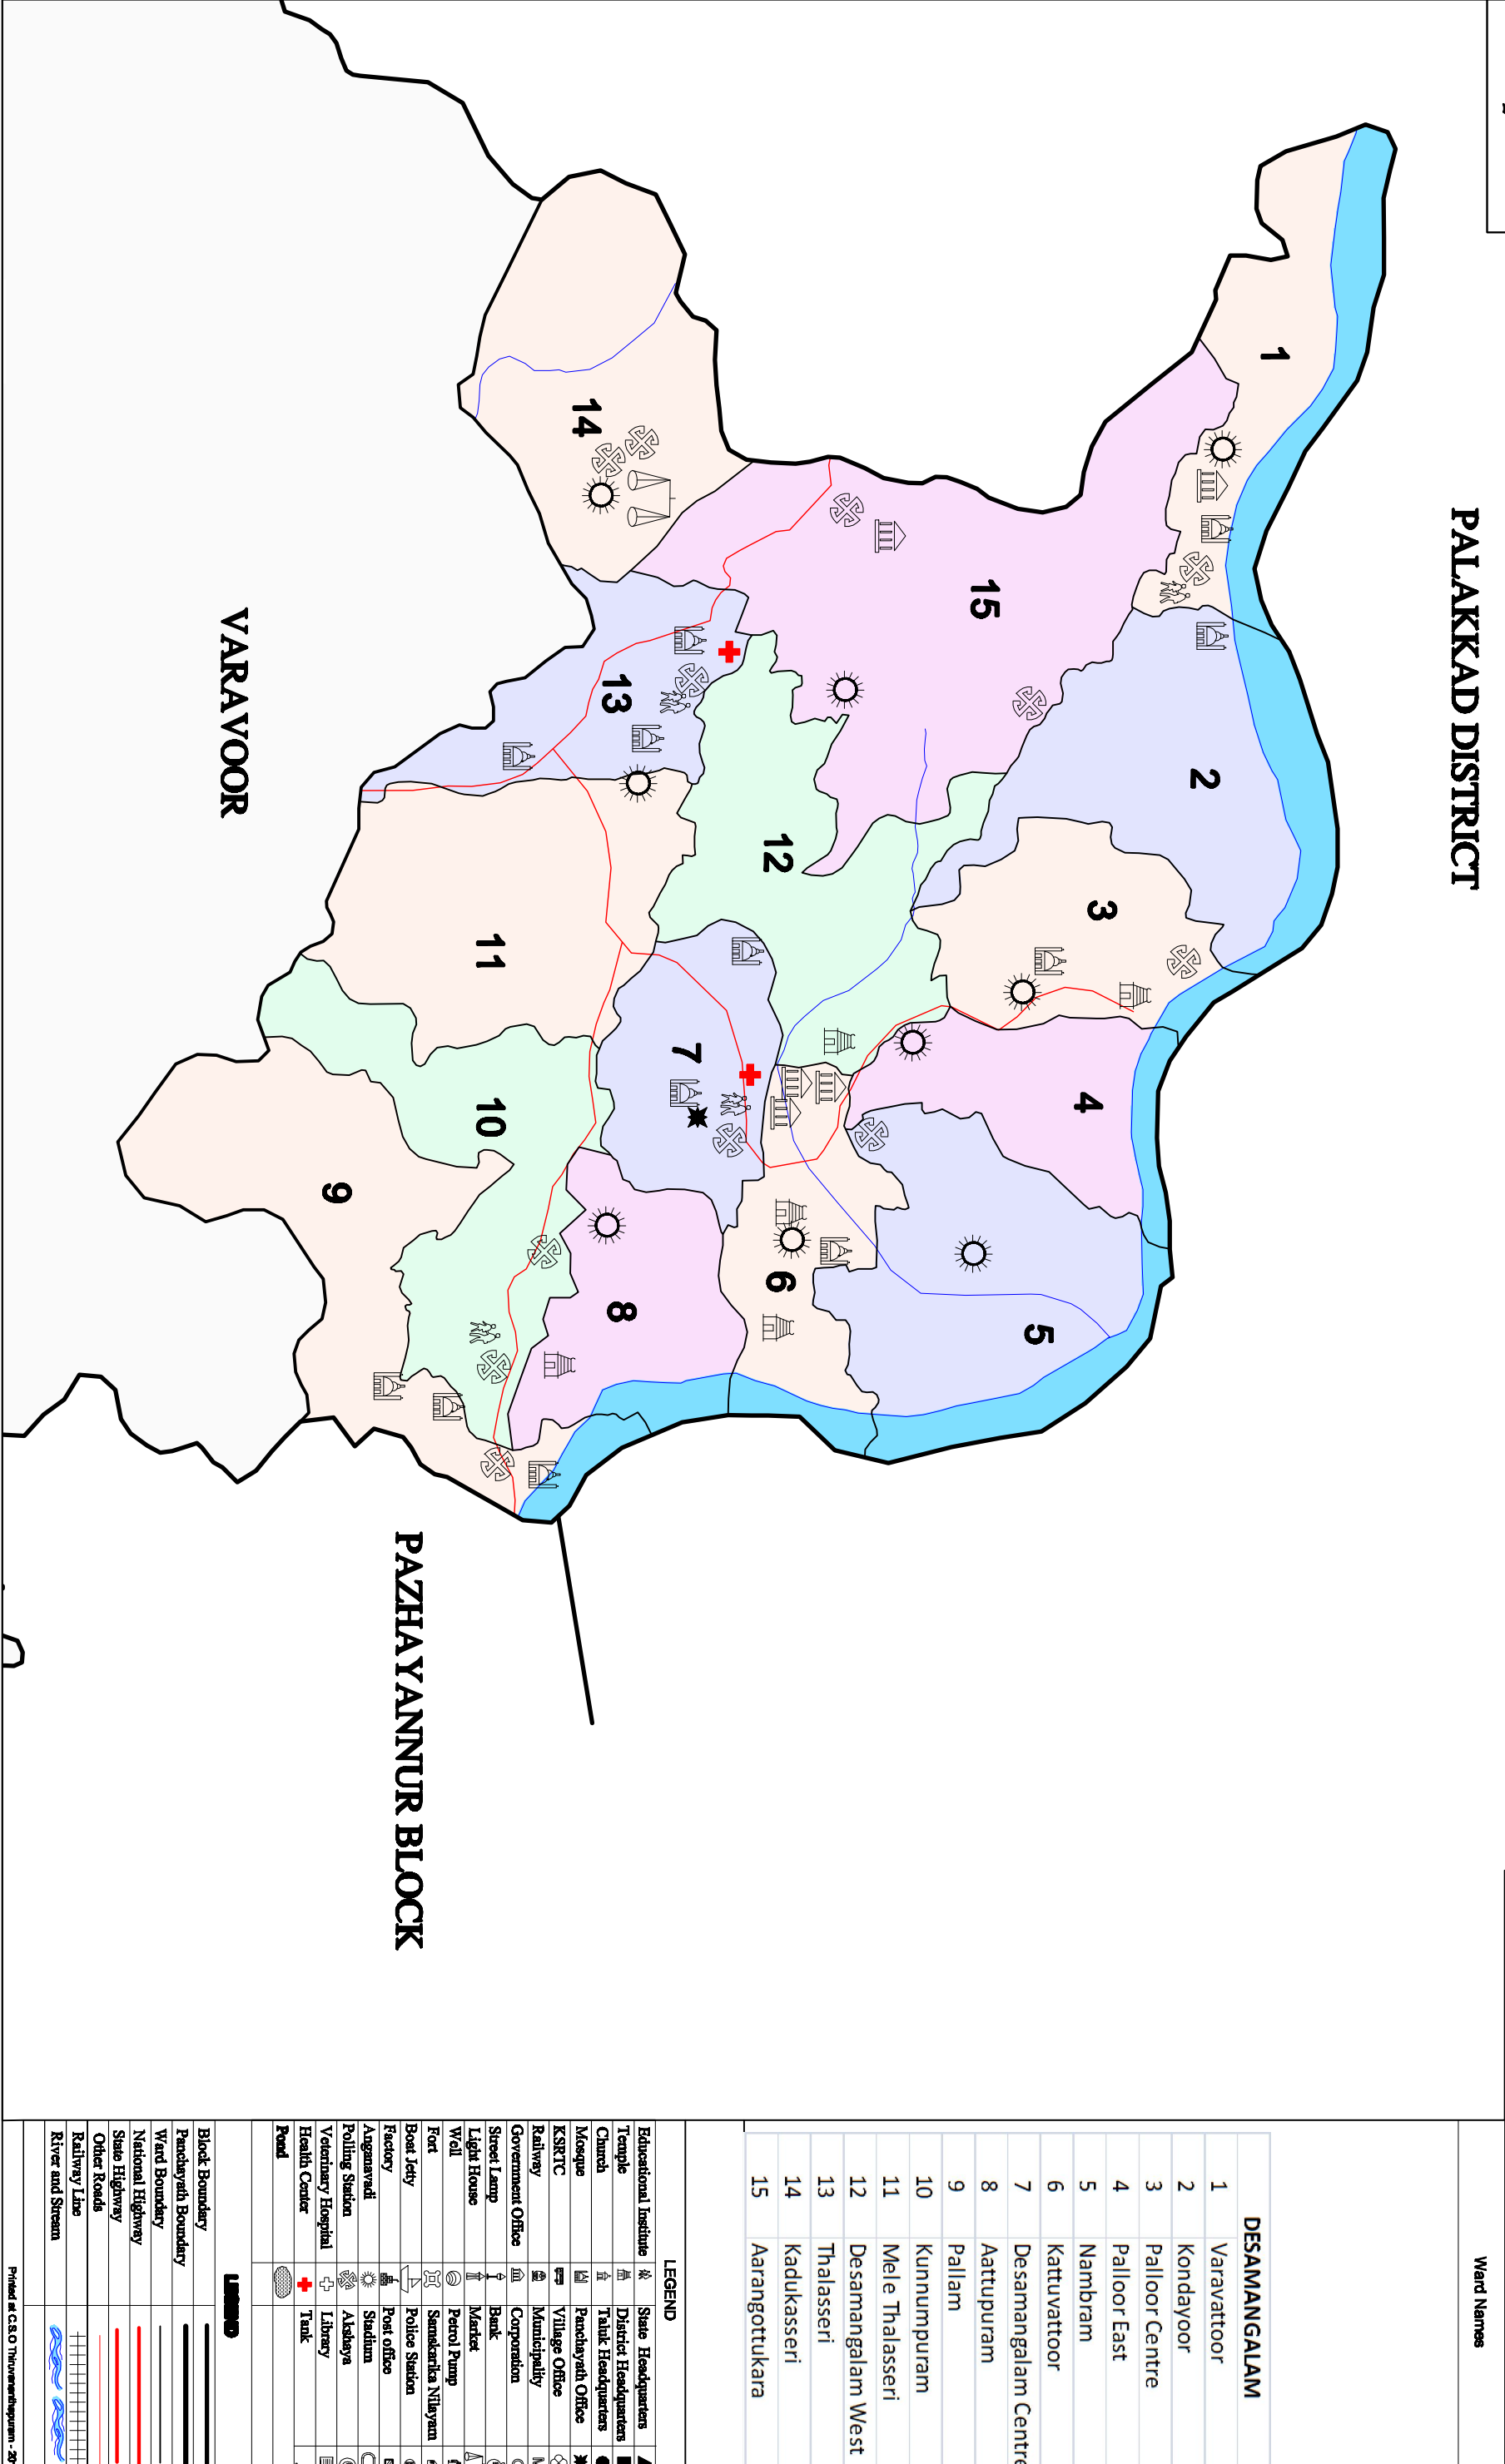 PALAKKAD DISTRICT
VARAVOOR
PAZHAYANNUR BLOCK
1
2
3
4
5
6
7
8
9
10
11
12
13
14
15
Ward Names
DESAMANGALAM
1 Varavattoor
2 Kondayoor
3 Palloor Centre
4 Palloor East
5 Nambram
6 Kattuvattoor
7 Desamangalam Centre
8 Aattupuram
9 Pallam
10 Kunnumpuram
11 Mele Thalasseri
12 Desamangalam West
13 Thalasseri
14 Kadukasseri
15 Aarangottukara
LEGEND
Educational Institute State Headquarters
Temple District Headquarters
Church Taluk Headquarters
Mosque Panchayath Office
KSRTC Village Office
Railway Municipality
Government Office Corporation
Street Lamp Bank
Light House Market
Well Petrol Pump
Fort Samskarika Nilayam
Boat Jetty Police Station
Factory Post office
Anganavadi Stadium
Polling Station Akshaya
Veterinary Hospital Library
Health Center Tank
Pond
LEGEND
Block Boundary
Panchayath Boundary
Ward Boundary
National Highway
State Highway
Other Roads
Railway Line
River and Stream
Printed at C.S.O Thiruvananthapuram - 20